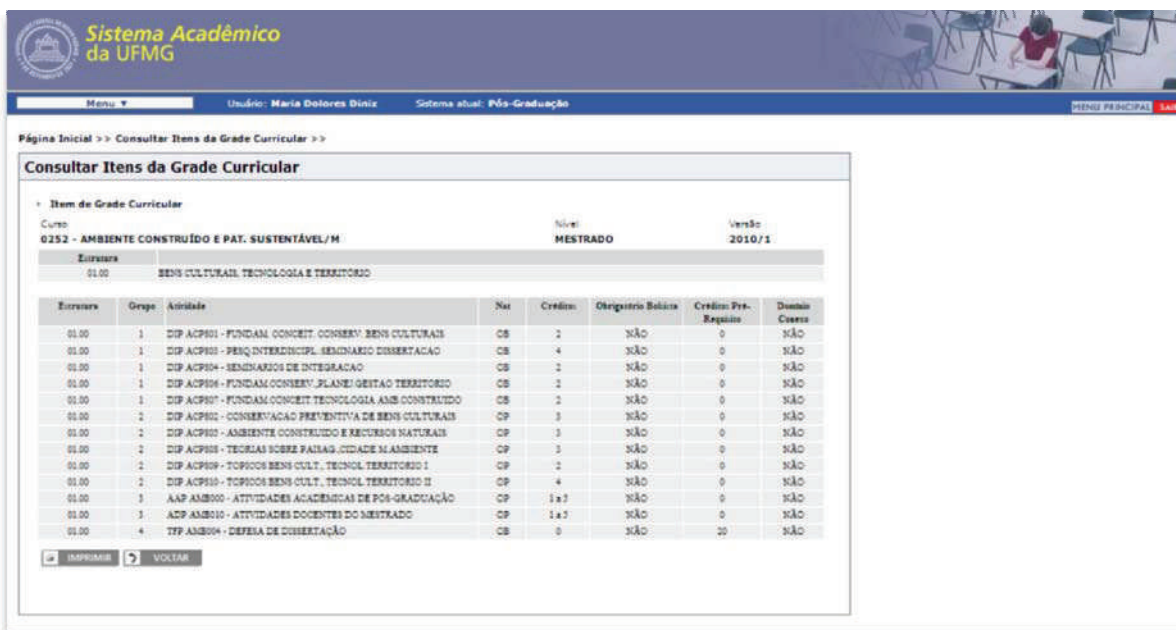 Sistema Acadêmico
da UFMG
Menu ▼ Usuário: Maria Dolores Diniz Sistema atual: Pós-Graduação MENU PRINCIPAL SAIR
Página Inicial >> Consultar Itens da Grade Curricular >>
Consultar Itens da Grade Curricular
Item de Grade Curricular
Curso Nível Versão
0252 - AMBIENTE CONSTRUÍDO E PAT. SUSTENTÁVEL/M MESTRADO 2010/1
Estrutura
01.00 BENS CULTURAIS, TECNOLOGIA E TERRITÓRIO
Estrutura Grupo Atividade Nat Créditos Obrigatório Bolsista Créditos Pré-Requisito Domínio Conexo
01.00 1 DIP ACP801 - FUNDAM. CONCEIT. CONSERV. BENS CULTURAIS OB 2 NÃO 0 NÃO
01.00 1 DIP ACP803 - PESQ INTERDISCIPL. SEMINARIO DISSERTACAO OB 4 NÃO 0 NÃO
01.00 1 DIP ACP804 - SEMINARIOS DE INTEGRACAO OB 2 NÃO 0 NÃO
01.00 1 DIP ACP806 - FUNDAM CONSERV.,PLANEJ GESTAO TERRITORIO OB 2 NÃO 0 NÃO
01.00 1 DIP ACP807 - FUNDAM CONCEIT TECNOLOGIA AMB CONSTRUIDO OB 2 NÃO 0 NÃO
01.00 2 DIP ACP802 - CONSERVACAO PREVENTIVA DE BENS CULTURAIS OP 3 NÃO 0 NÃO
01.00 2 DIP ACP805 - AMBIENTE CONSTRUIDO E RECURSOS NATURAIS OP 3 NÃO 0 NÃO
01.00 2 DIP ACP808 - TEORIAS SOBRE PAISAG.,CIDADE M.AMBIENTE OP 3 NÃO 0 NÃO
01.00 2 DIP ACP809 - TOPICOS BENS CULT., TECNOL TERRITORIO I OP 2 NÃO 0 NÃO
01.00 2 DIP ACP810 - TOPICOS BENS CULT., TECNOL TERRITORIO II OP 4 NÃO 0 NÃO
01.00 3 AAP AMB000 - ATIVIDADES ACADÊMICAS DE PÓS-GRADUAÇÃO OP 1 a 5 NÃO 0 NÃO
01.00 3 ADP AMB010 - ATIVIDADES DOCENTES DO MESTRADO OP 1 a 5 NÃO 0 NÃO
01.00 4 TFP AMB004 - DEFESA DE DISSERTAÇÃO OB 0 NÃO 20 NÃO
IMPRIMIR VOLTAR